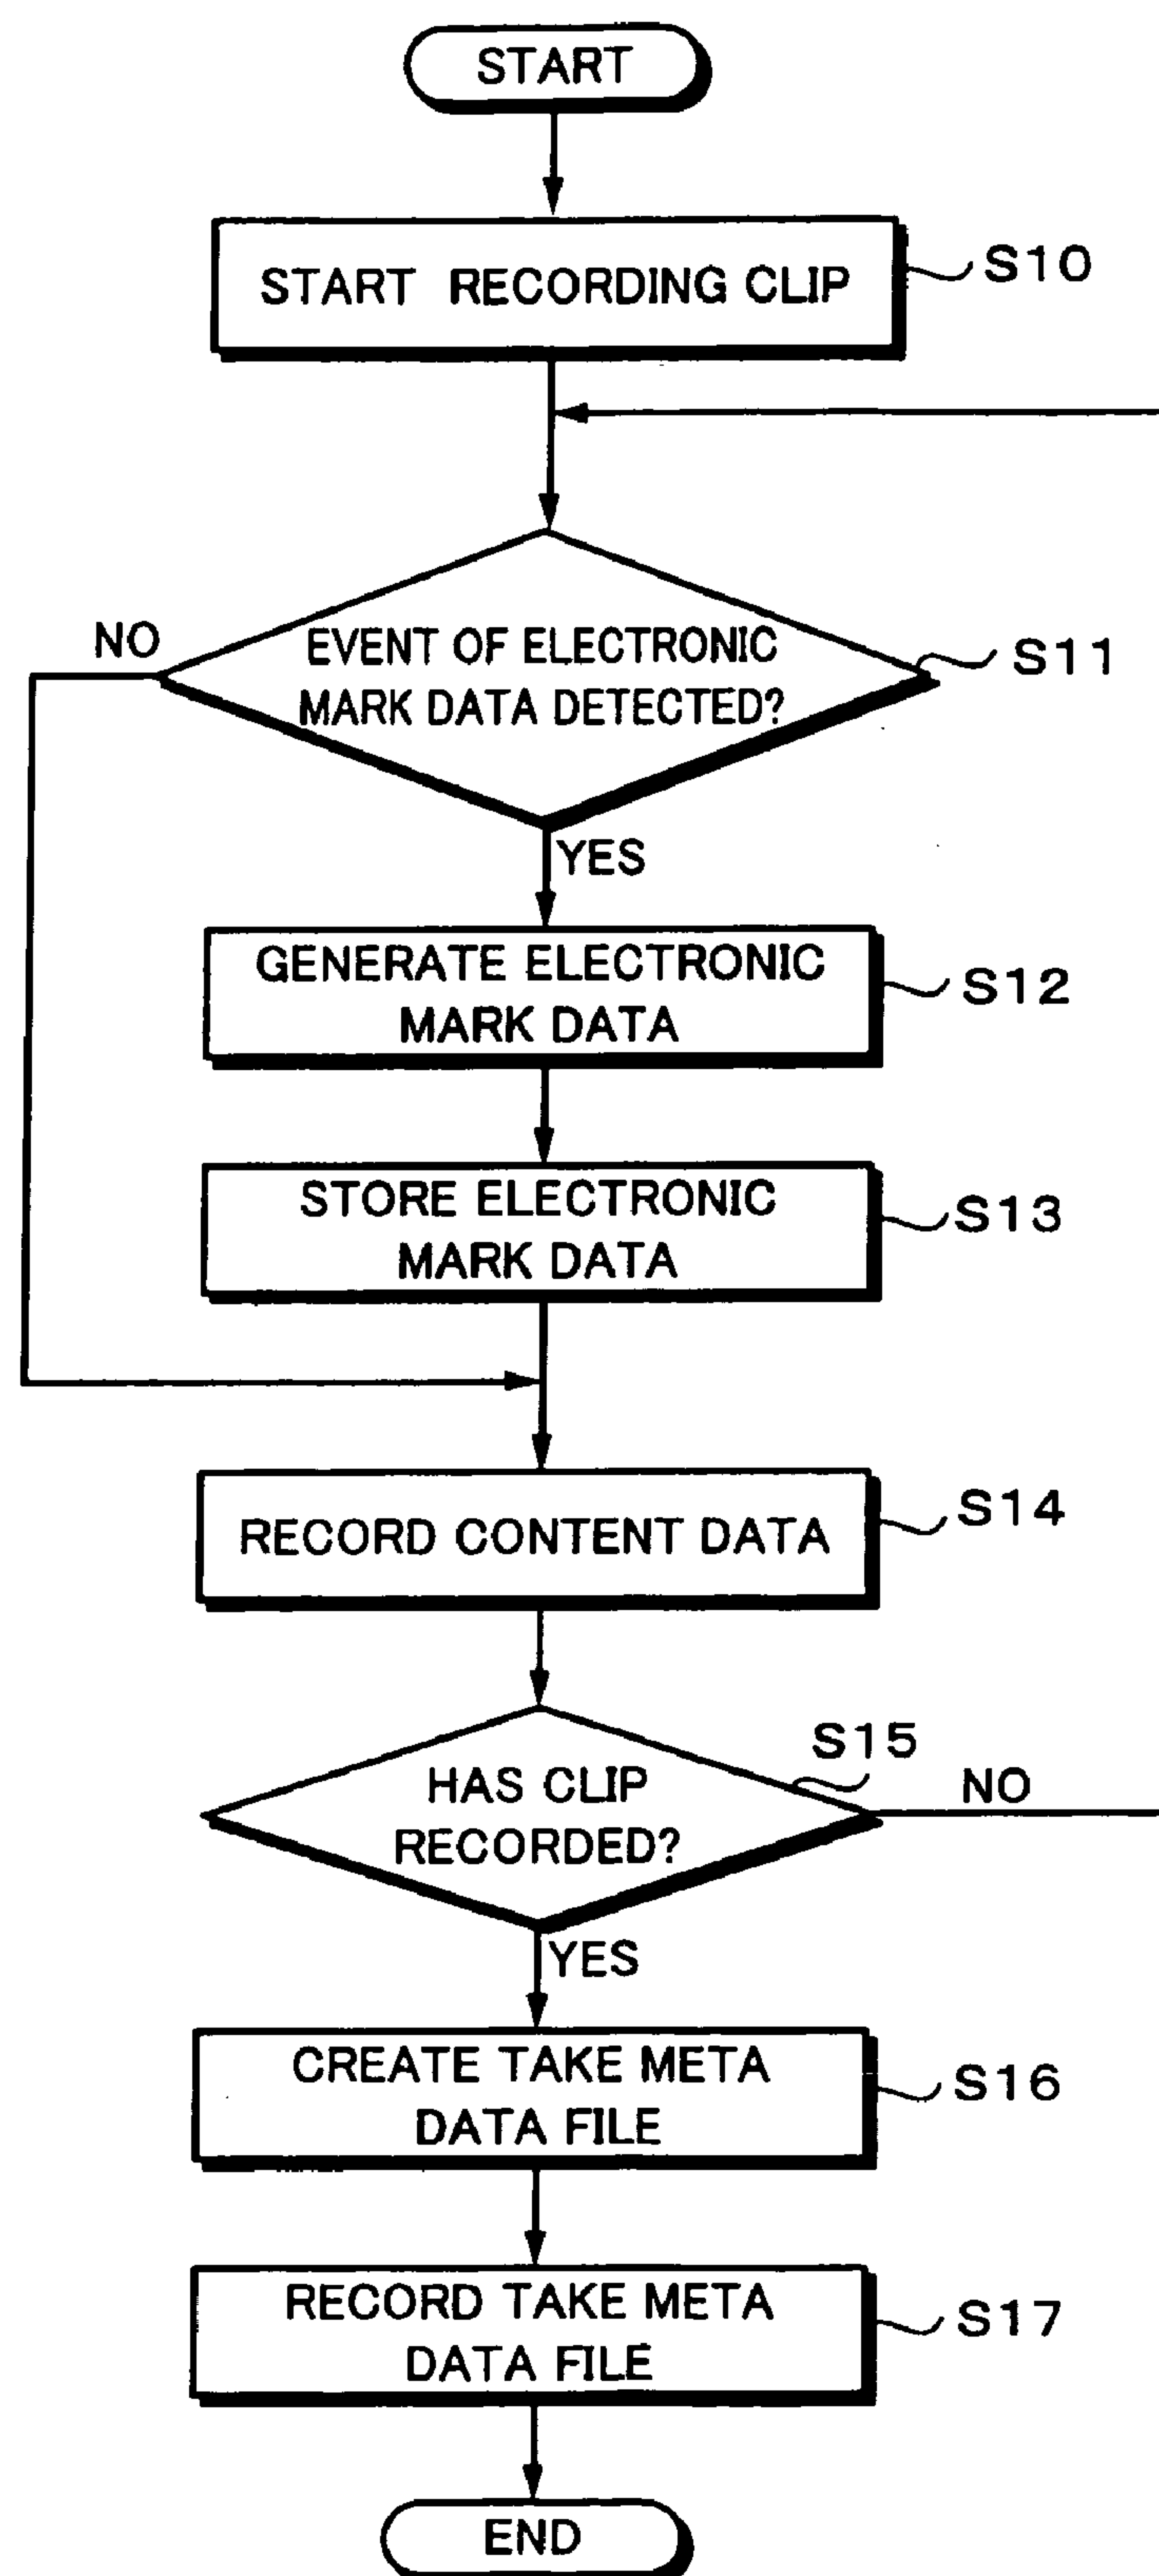 START
START RECORDING CLIP
S10
NO
EVENT OF ELECTRONIC
MARK DATA DETECTED?
S11
YES
GENERATE ELECTRONIC
MARK DATA
S12
STORE ELECTRONIC
MARK DATA
S13
RECORD CONTENT DATA
S14
S15
HAS CLIP
RECORDED?
NO
YES
CREATE TAKE META
DATA FILE
S16
RECORD TAKE META
DATA FILE
S17
END